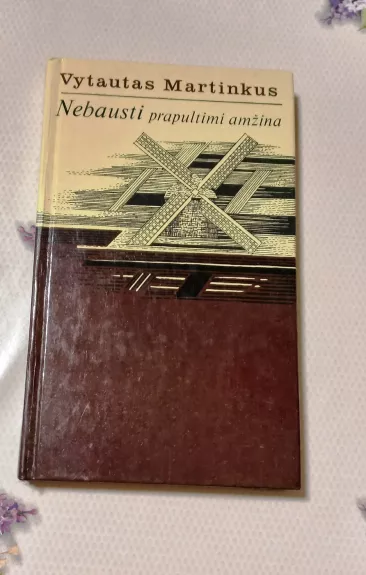 Vytautas Martinkus
Nebausti prapultimi amžina